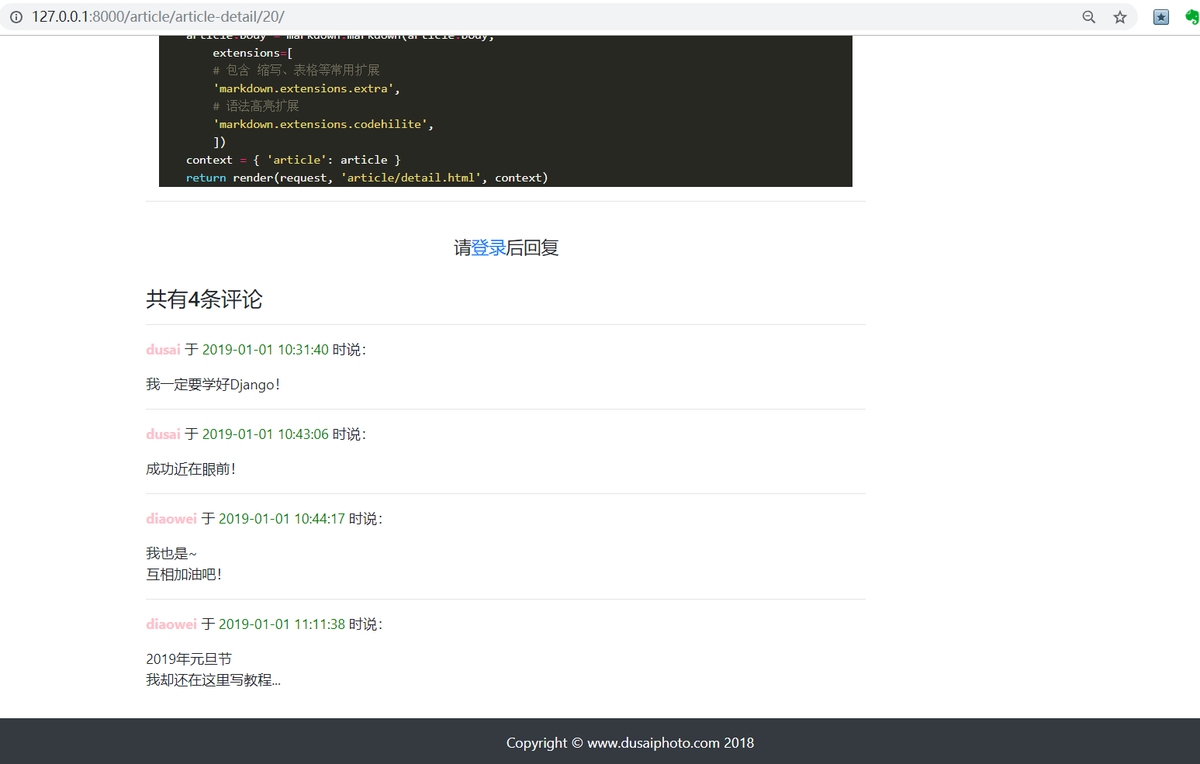 127.0.0.1:8000/article/article-detail/20/
article.body = markdown.markdown(article.body,
extensions=[
# 包含 缩写、表格等常用扩展
'markdown.extensions.extra',
# 语法高亮扩展
'markdown.extensions.codehilite',
])
context = { 'article': article }
return render(request, 'article/detail.html', context)
请登录后回复
共有4条评论
dusai 于 2019-01-01 10:31:40 时说：
我一定要学好Django！
dusai 于 2019-01-01 10:43:06 时说：
成功近在眼前！
diaowei 于 2019-01-01 10:44:17 时说：
我也是~
互相加油吧！
diaowei 于 2019-01-01 11:11:38 时说：
2019年元旦节
我却还在这里写教程...
Copyright © www.dusaiphoto.com 2018